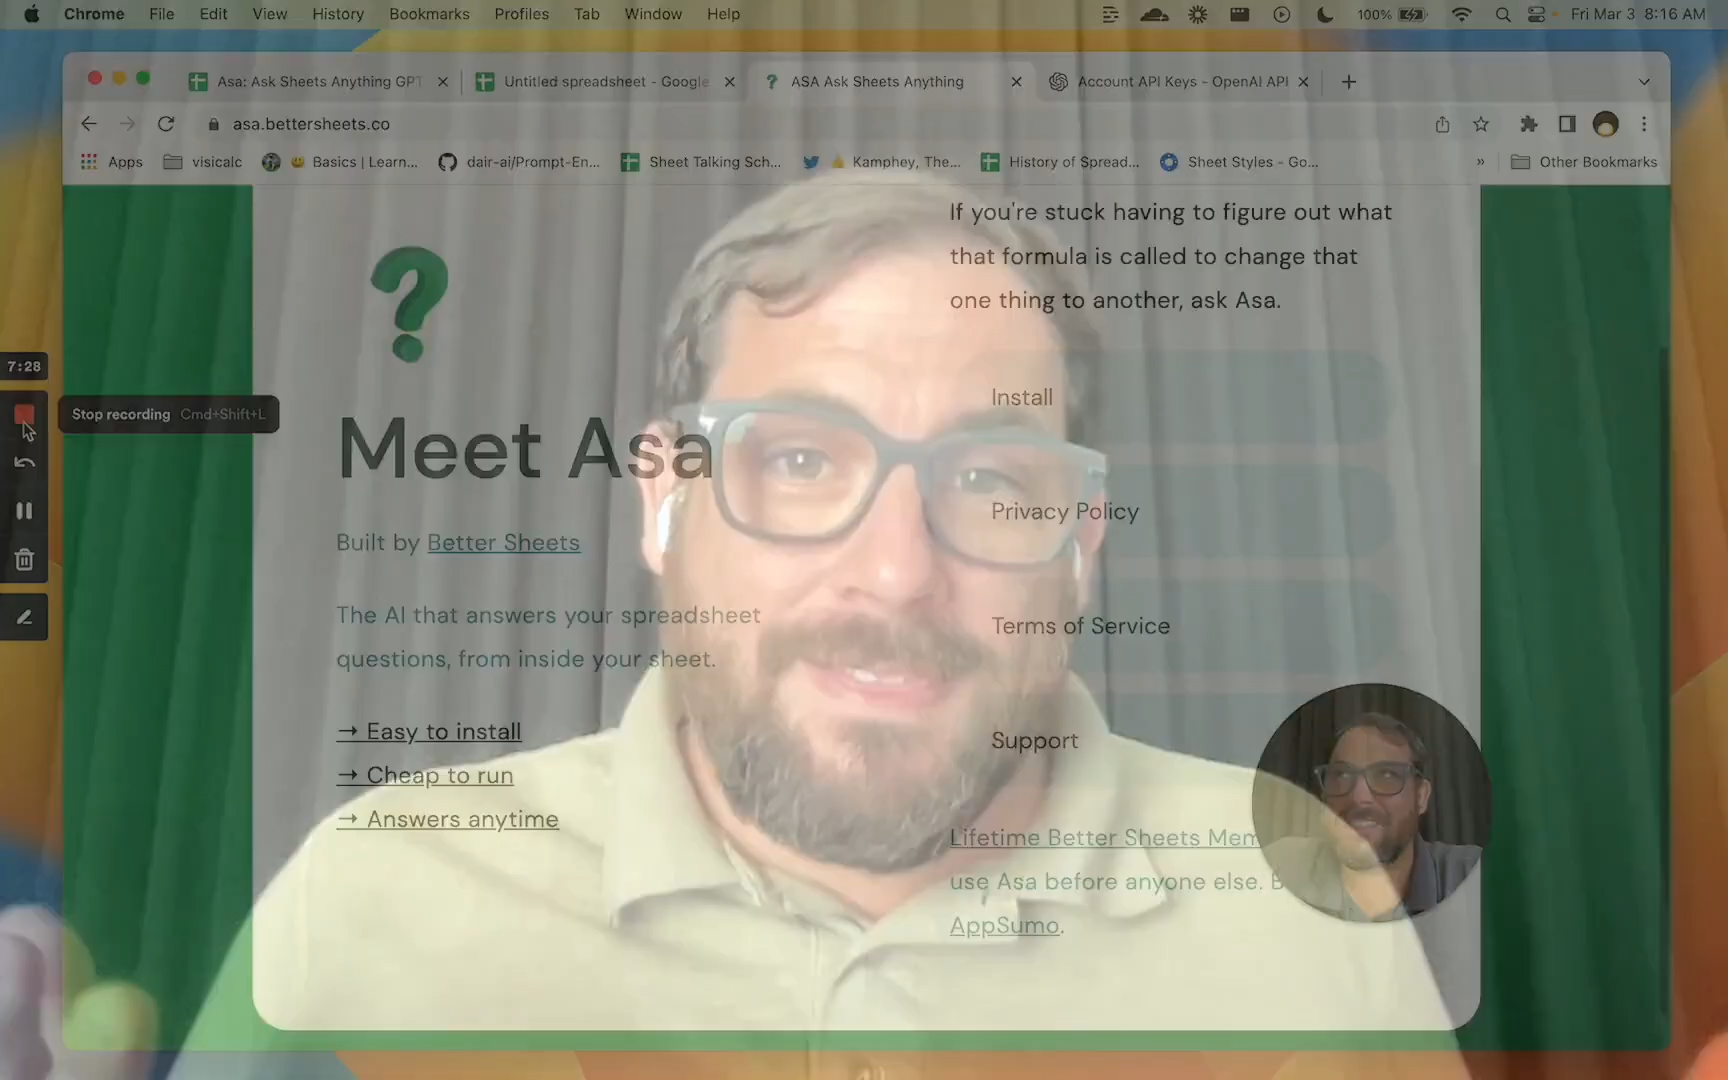 Chrome File Edit View History Bookmarks Profiles Tab Window Help 100% Fri Mar 3 8:16 AM
Asa: Ask Sheets Anything GPT Untitled spreadsheet - Google ASA Ask Sheets Anything Account API Keys - OpenAI API
asa.bettersheets.co
Apps visicalc Basics | Learn... dair-ai/Prompt-En... Sheet Talking Sch... Kamphey, The... History of Spread... Sheet Styles - Go... » Other Bookmarks
7:28
Stop recording Cmd+Shift+L
?
Meet Asa
Built by Better Sheets
The AI that answers your spreadsheet
questions, from inside your sheet.
→ Easy to install
→ Cheap to run
→ Answers anytime
If you're stuck having to figure out what
that formula is called to change that
one thing to another, ask Asa.
Install
Privacy Policy
Terms of Service
Support
Lifetime Better Sheets
use Asa before anyone else.
AppSumo.